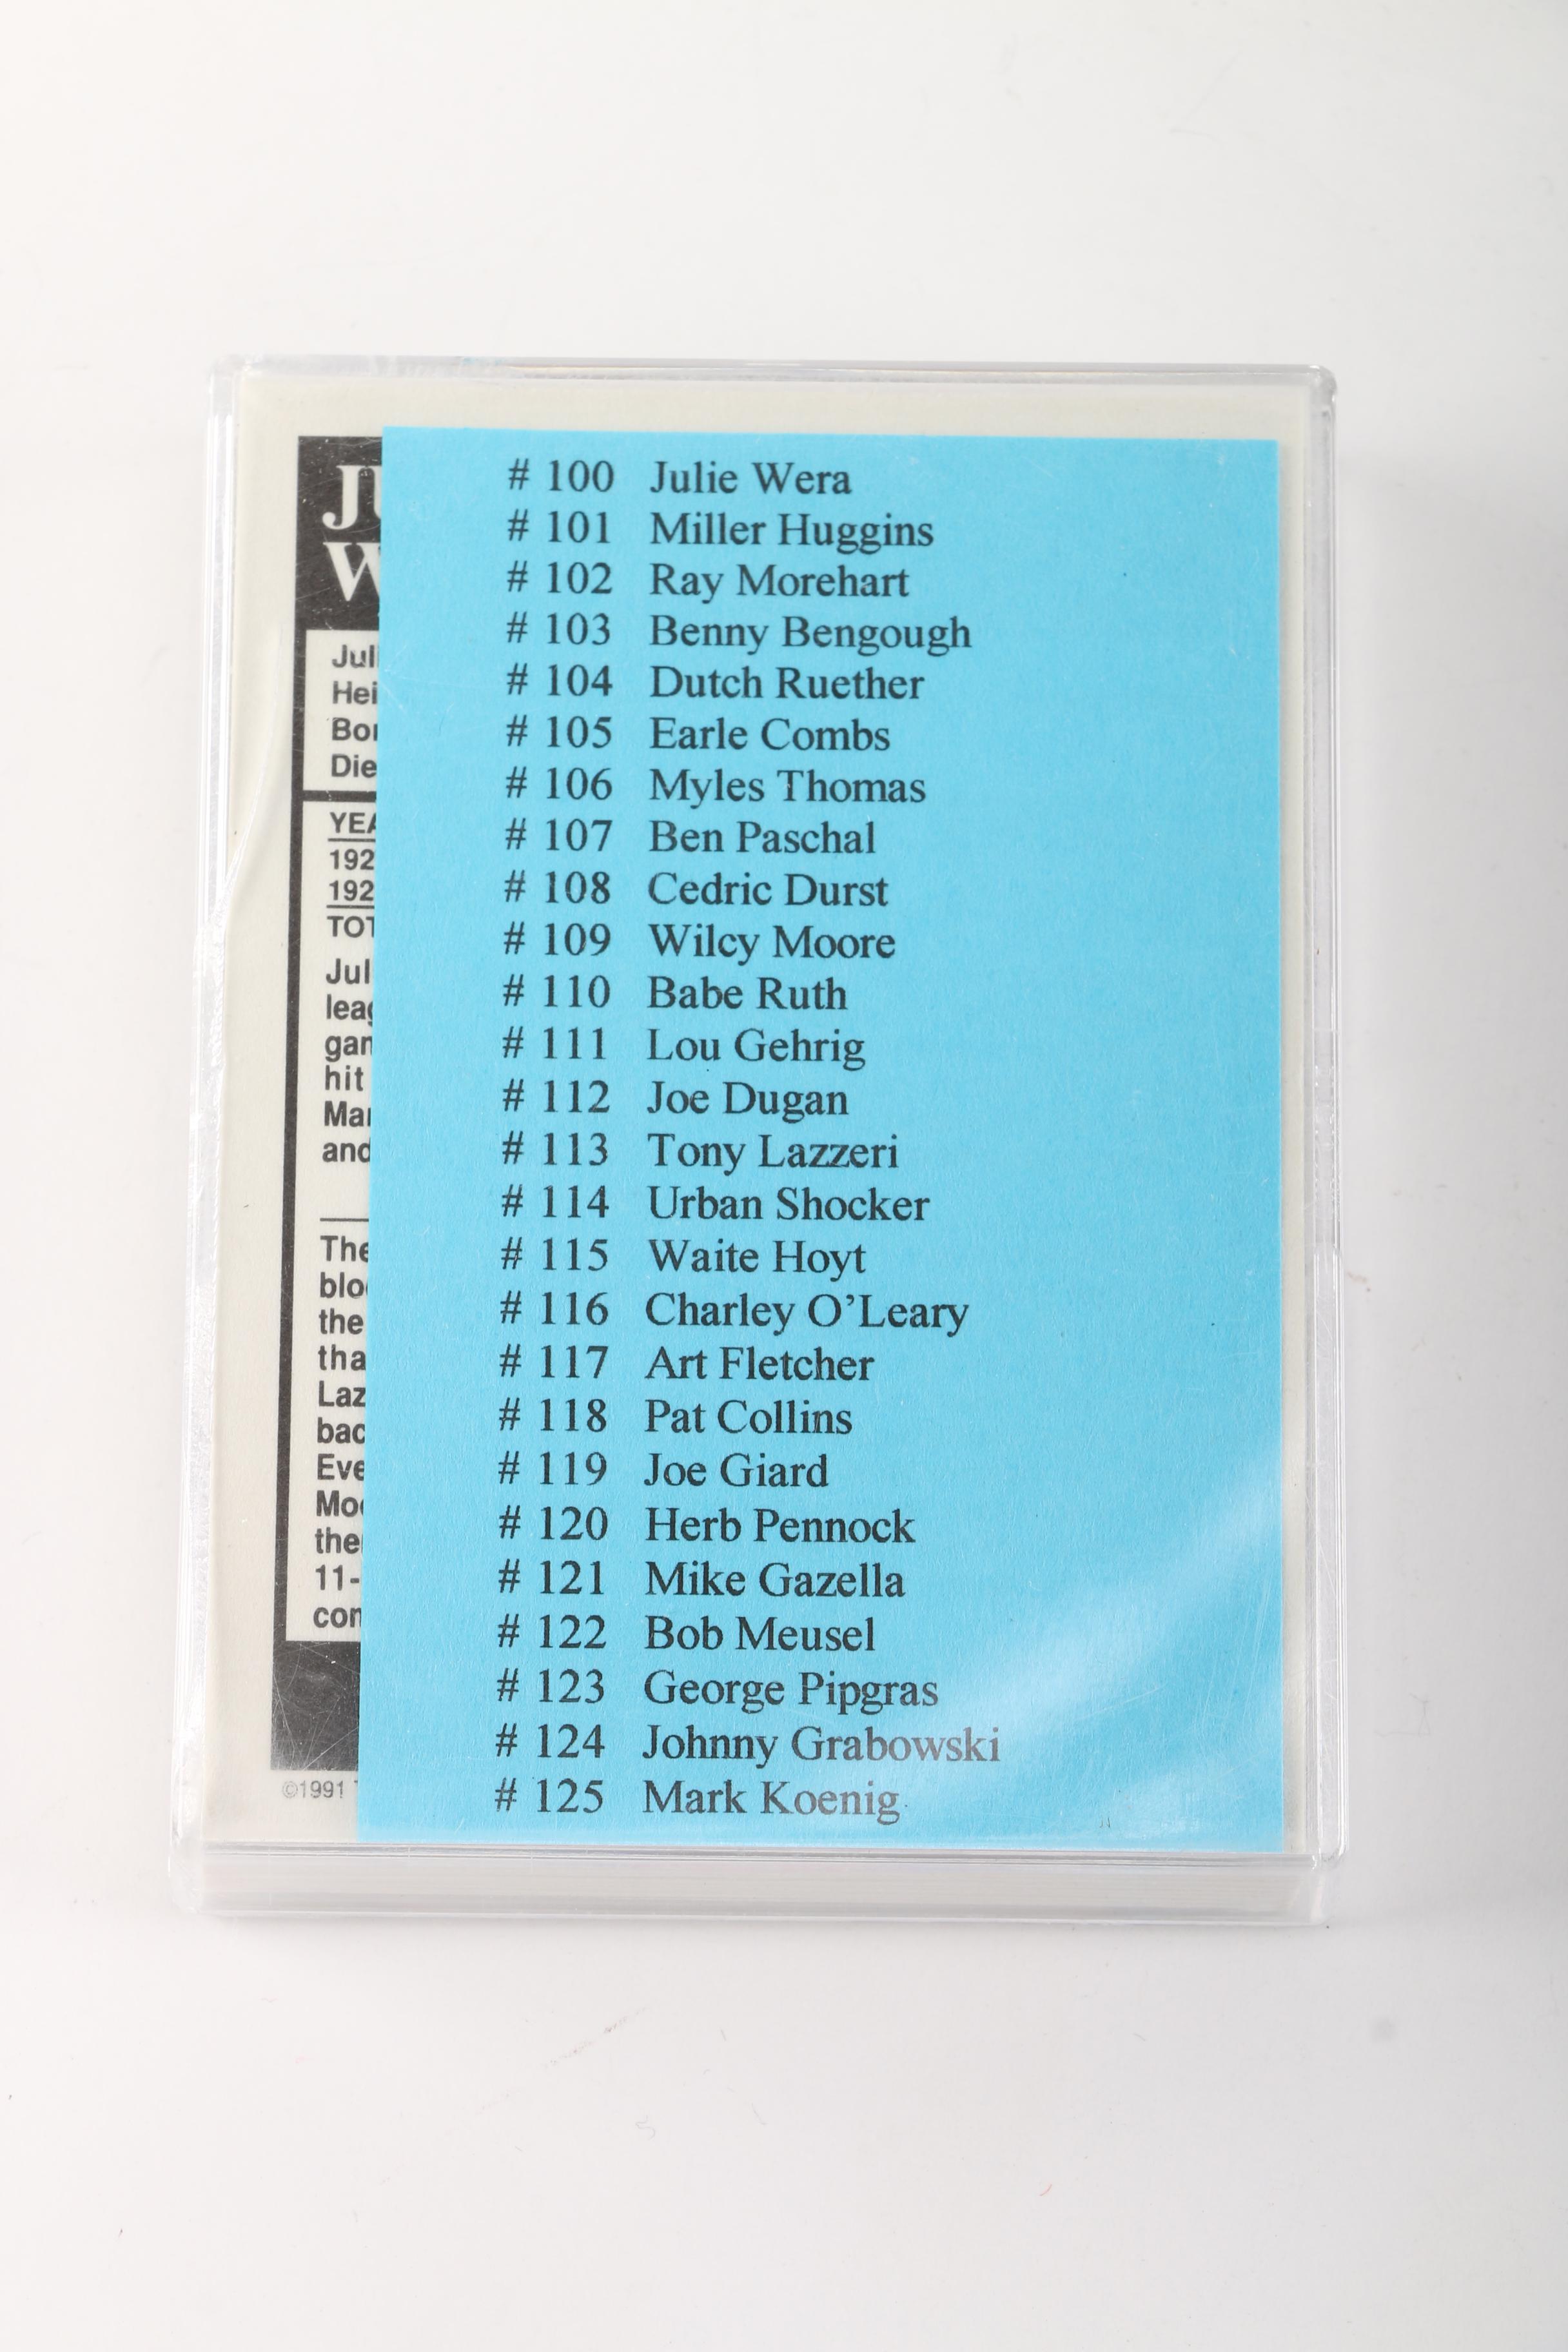 # 100 Julie Wera
# 101 Miller Huggins
# 102 Ray Morehart
# 103 Benny Bengough
# 104 Dutch Ruether
# 105 Earle Combs
# 106 Myles Thomas
# 107 Ben Paschal
# 108 Cedric Durst
# 109 Wilcy Moore
# 110 Babe Ruth
# 111 Lou Gehrig
# 112 Joe Dugan
# 113 Tony Lazzeri
# 114 Urban Shocker
# 115 Waite Hoyt
# 116 Charley O’Leary
# 117 Art Fletcher
# 118 Pat Collins
# 119 Joe Giard
# 120 Herb Pennock
# 121 Mike Gazella
# 122 Bob Meusel
# 123 George Pipgras
# 124 Johnny Grabowski
# 125 Mark Koenig
hit
and
the
11-
©1991